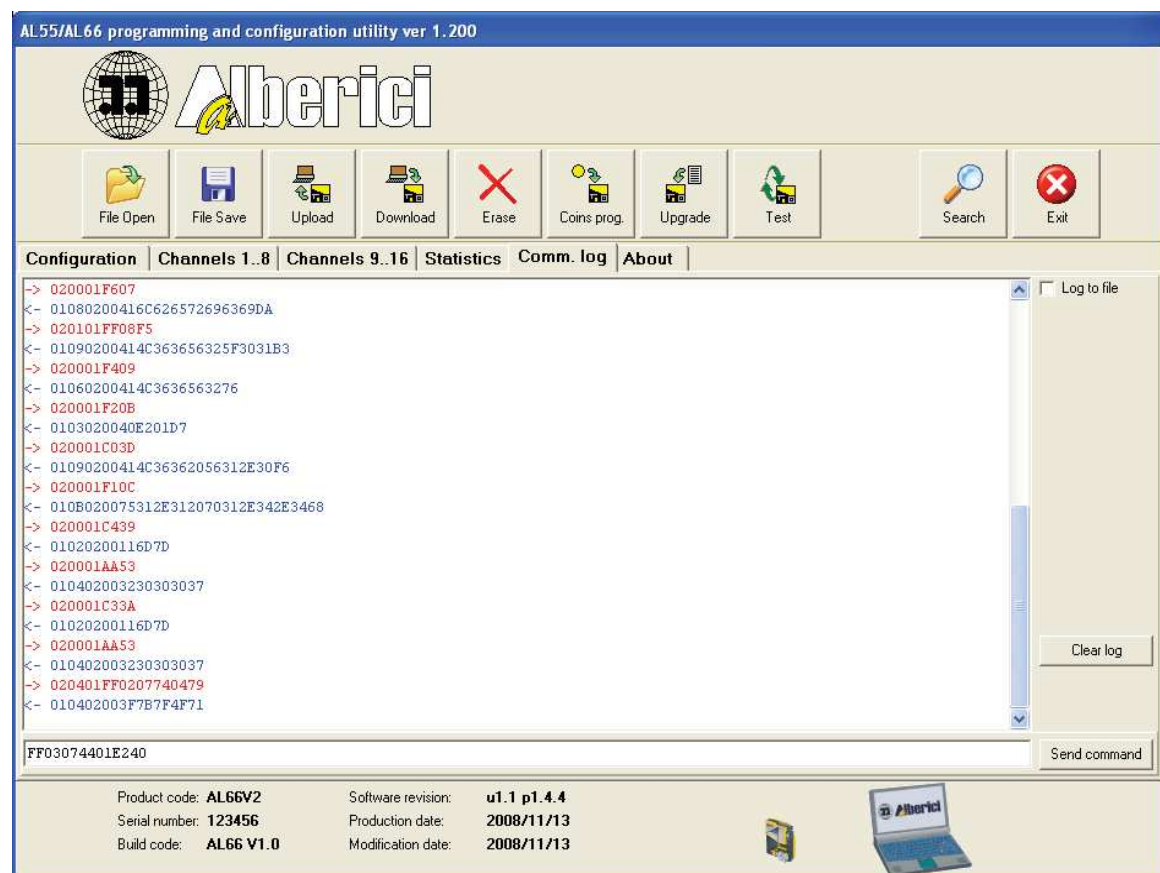 AL55/AL66 programming and configuration utility ver 1.200
Alberici
File Open File Save Upload Download Erase Coins prog. Upgrade Test Search Exit
Configuration Channels 1..8 Channels 9..16 Statistics Comm. log About
-> 020001F607
<- 01080200416C626572696369DA
-> 020101FF08F5
<- 01090200414C363656325F3031B3
-> 020001F409
<- 01060200414C3636563276
-> 020001F20B
<- 0103020040E201D7
-> 020001C03D
<- 01090200414C36362056312E30F6
-> 020001F10C
<- 010B020075312E312070312E342E3468
-> 020001C439
<- 01020200116D7D
-> 020001AA53
<- 010402003230303037
-> 020001C33A
<- 01020200116D7D
-> 020001AA53
<- 010402003230303037
-> 020401FF0207740479
<- 010402003F7B7F4F71
Log to file
Clear log
FF03074401E240
Send command
Product code: AL66V2 Software revision: u1.1 p1.4.4
Serial number: 123456 Production date: 2008/11/13
Build code: AL66 V1.0 Modification date: 2008/11/13
Alberici